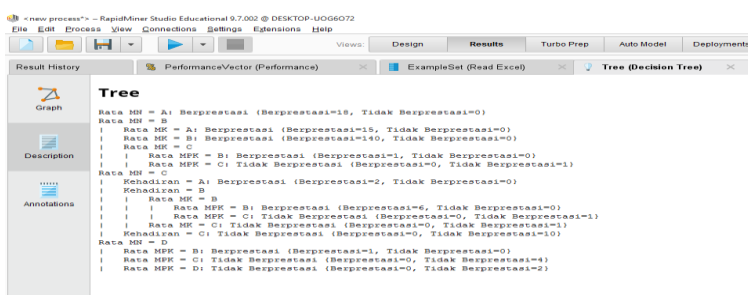 <new process*> – RapidMiner Studio Educational 9.7.002 @ DESKTOP-UOG6O72
File Edit Process View Connections Settings Extensions Help
Views: Design Results Turbo Prep Auto Model Deployments
Result History PerformanceVector (Performance) ExampleSet (Read Excel) Tree (Decision Tree)
Graph
Description
Annotations
Tree
Rata MN = A: Berprestasi {Berprestasi=18, Tidak Berprestasi=0}
Rata MN = B
| Rata MK = A: Berprestasi {Berprestasi=15, Tidak Berprestasi=0}
| Rata MK = B: Berprestasi {Berprestasi=140, Tidak Berprestasi=0}
| Rata MK = C
| | Rata MPK = B: Berprestasi {Berprestasi=1, Tidak Berprestasi=0}
| | Rata MPK = C: Tidak Berprestasi {Berprestasi=0, Tidak Berprestasi=1}
Rata MN = C
| Kehadiran = A: Berprestasi {Berprestasi=2, Tidak Berprestasi=0}
| Kehadiran = B
| | Rata MK = B
| | | Rata MPK = B: Berprestasi {Berprestasi=6, Tidak Berprestasi=0}
| | | Rata MPK = C: Tidak Berprestasi {Berprestasi=0, Tidak Berprestasi=1}
| | Rata MK = C: Tidak Berprestasi {Berprestasi=0, Tidak Berprestasi=1}
| Kehadiran = C: Tidak Berprestasi {Berprestasi=0, Tidak Berprestasi=10}
Rata MN = D
| Rata MPK = B: Berprestasi {Berprestasi=1, Tidak Berprestasi=0}
| Rata MPK = C: Tidak Berprestasi {Berprestasi=0, Tidak Berprestasi=4}
| Rata MPK = D: Tidak Berprestasi {Berprestasi=0, Tidak Berprestasi=2}